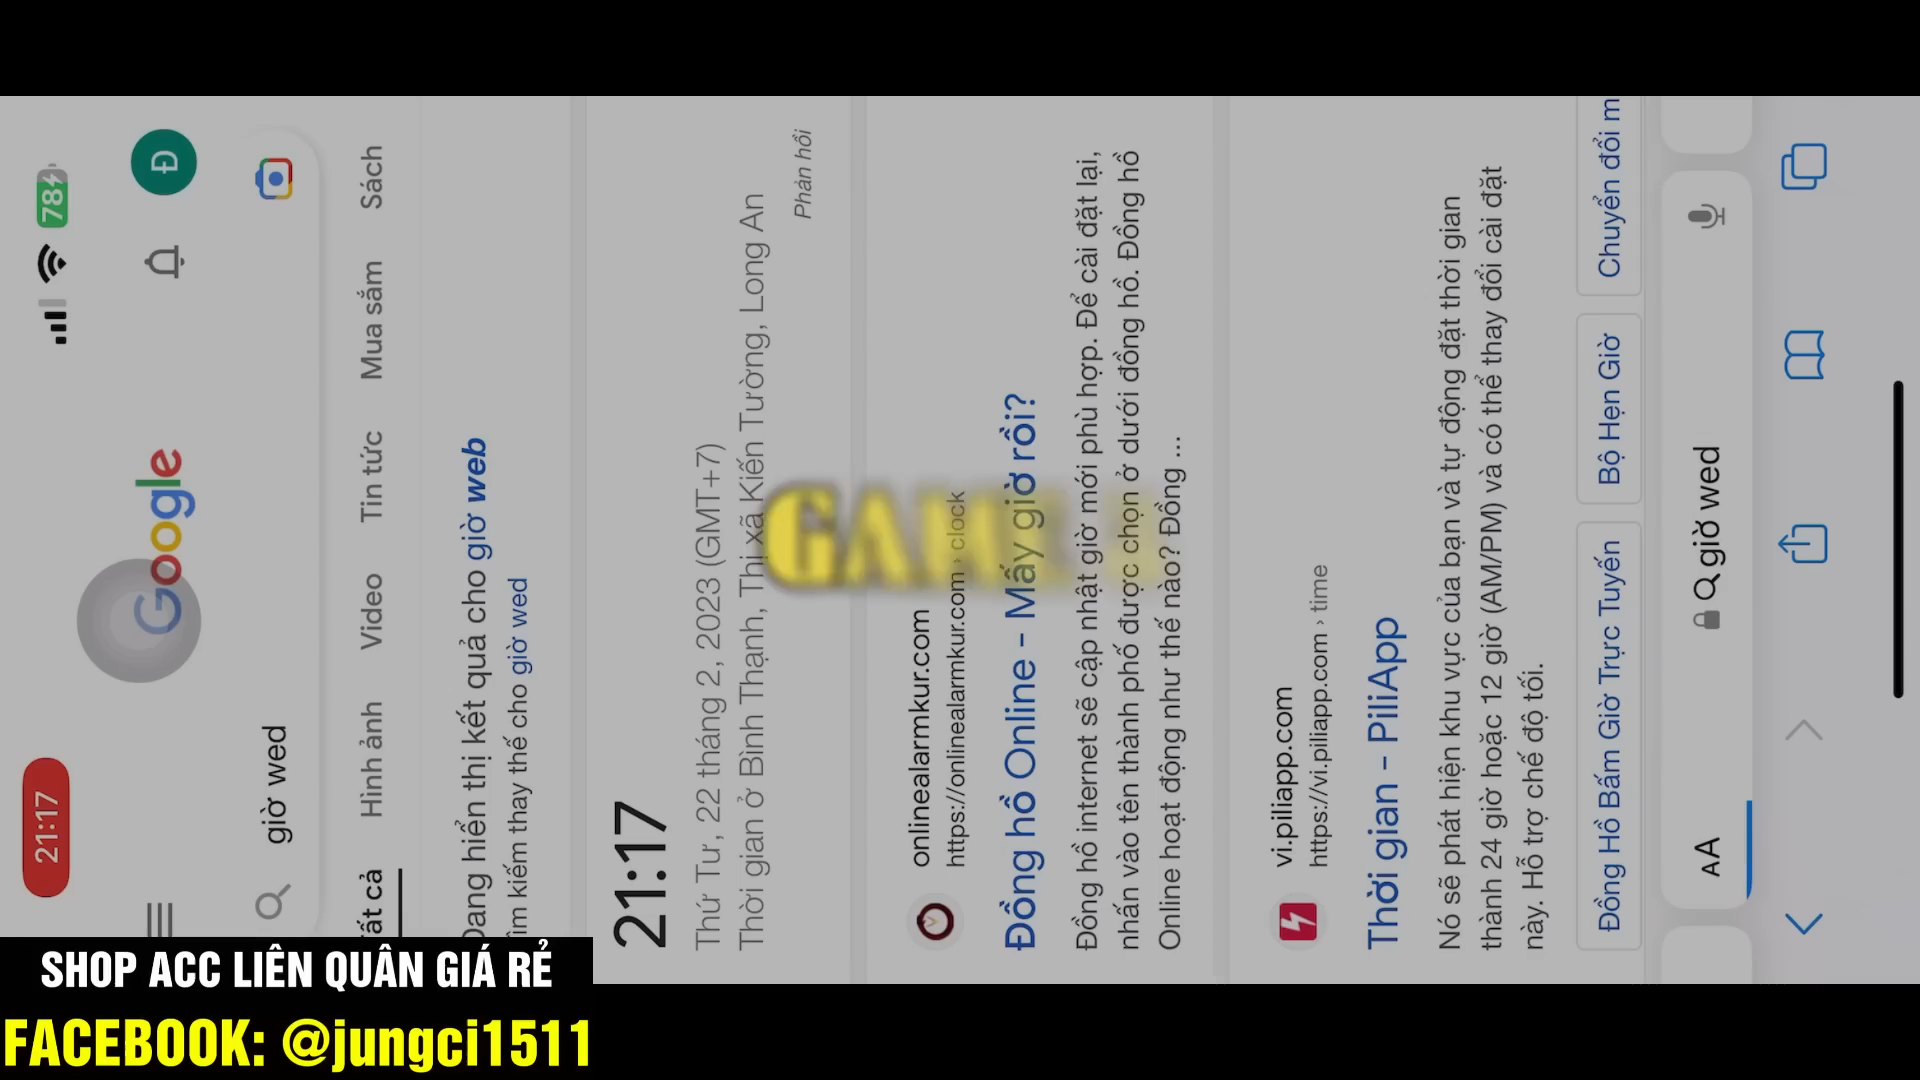 21:17
78
Google
Đ
giờ wed
Tất cả
Hình ảnh
Video
Tin tức
Mua sắm
Sách
Đang hiển thị kết quả cho giờ web
Tìm kiếm thay thế cho giờ wed
21:17
Thứ Tư, 22 tháng 2, 2023 (GMT+7)
Thời gian ở Bình Thạnh, Thị xã Kiến Tường, Long An
Phản hồi
onlinealarmkur.com
https://onlinealarmkur.com › clock
Đồng hồ Online - Mấy giờ rồi?
Đồng hồ internet sẽ cập nhật giờ mới phù hợp. Để cài đặt lại,
nhấn vào tên thành phố được chọn ở dưới đồng hồ. Đồng hồ
Online hoạt động như thế nào? Đồng ...
vi.piliapp.com
https://vi.piliapp.com › time
Thời gian - PiliApp
Nó sẽ phát hiện khu vực của bạn và tự động đặt thời gian
thành 24 giờ hoặc 12 giờ (AM/PM) và có thể thay đổi cài đặt
này. Hỗ trợ chế độ tối.
Đồng Hồ Bấm Giờ Trực Tuyến
Bộ Hẹn Giờ
Chuyển đổi m
AA
giờ wed
GAME
SHOP ACC LIÊN QUÂN GIÁ RẺ
FACEBOOK: @jungci1511